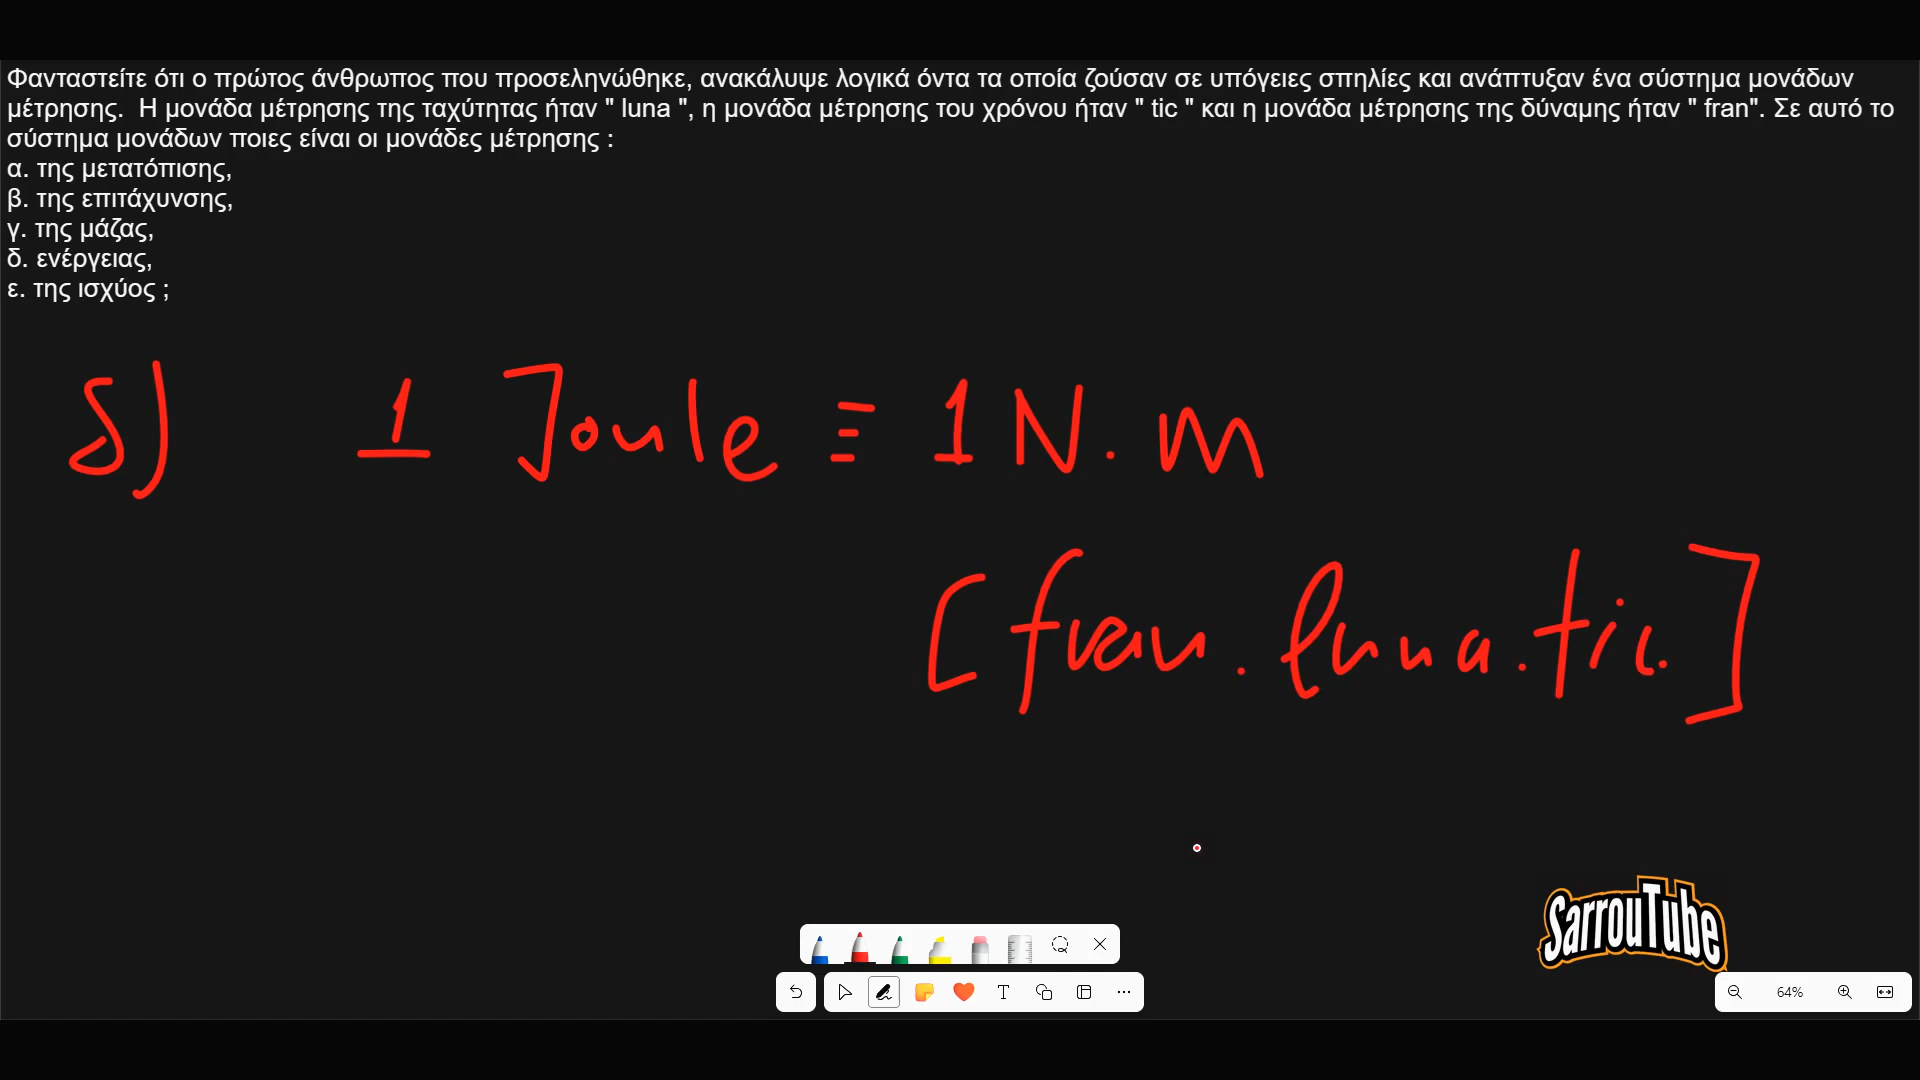 Φανταστείτε ότι ο πρώτος άνθρωπος που προσεληνώθηκε, ανακάλυψε λογικά όντα τα οποία ζούσαν σε υπόγειες σπηλίες και ανάπτυξαν ένα σύστημα μονάδων
μέτρησης. Η μονάδα μέτρησης της ταχύτητας ήταν " luna ", η μονάδα μέτρησης του χρόνου ήταν " tic " και η μονάδα μέτρησης της δύναμης ήταν " fran". Σε αυτό το
σύστημα μονάδων ποιες είναι οι μονάδες μέτρησης :
α. της μετατόπισης,
β. της επιτάχυνσης,
γ. της μάζας,
δ. ενέργειας,
ε. της ισχύος ;
δ) 1 Joule ≡ 1 N . m
[fran . luna . tic.]
SarrouTube
T
64%